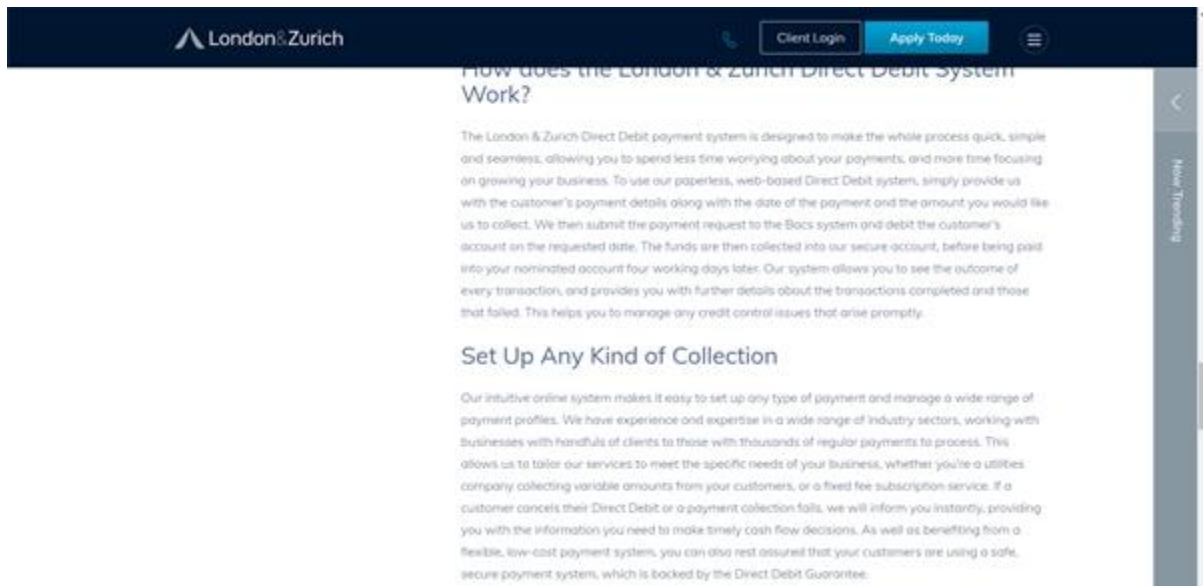 London&Zurich
Client Login
Apply Today
How does the London & Zurich Direct Debit System
Work?
The London & Zurich Direct Debit payment system is designed to make the whole process quick, simple
and seamless, allowing you to spend less time worrying about your payments, and more time focusing
on growing your business. To use our paperless, web-based Direct Debit system, simply provide us
with the customer's payment details along with the date of the payment and the amount you would like
us to collect. We then submit the payment request to the Bacs system and debit the customer's
account on the requested date. The funds are then collected into our secure account, before being paid
into your nominated account four working days later. Our system allows you to see the outcome of
every transaction, and provides you with further details about the transactions completed and those
that failed. This helps you to manage any credit control issues that arise promptly.
Set Up Any Kind of Collection
Our intuitive online system makes it easy to set up any type of payment and manage a wide range of
payment profiles. We have experience and expertise in a wide range of industry sectors, working with
businesses with handfuls of clients to those with thousands of regular payments to process. This
allows us to tailor our services to meet the specific needs of your business, whether you're a utilities
company collecting variable amounts from your customers, or a fixed fee subscription service. If a
customer cancels their Direct Debit or a payment collection fails, we will inform you instantly, providing
you with the information you need to make timely cash flow decisions. As well as benefiting from a
flexible, low-cost payment system, you can also rest assured that your customers are using a safe,
secure payment system, which is backed by the Direct Debit Guarantee.
Now Trending